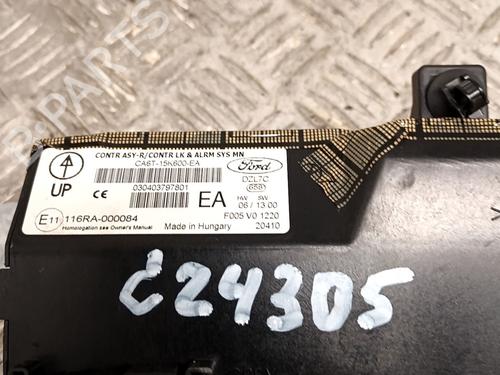 CONTR ASY-R/CONTR LK & ALRM SYS MN
CA6T-15K600-EA
Ford
UP
CE
030403797801
EA
DZL7C
HW SW
06 / 13.00
E11 116RA-000084
F005 V0 1220
Homologation see Owner's Manual
Made in Hungary
20410
C24305
B-PARTS